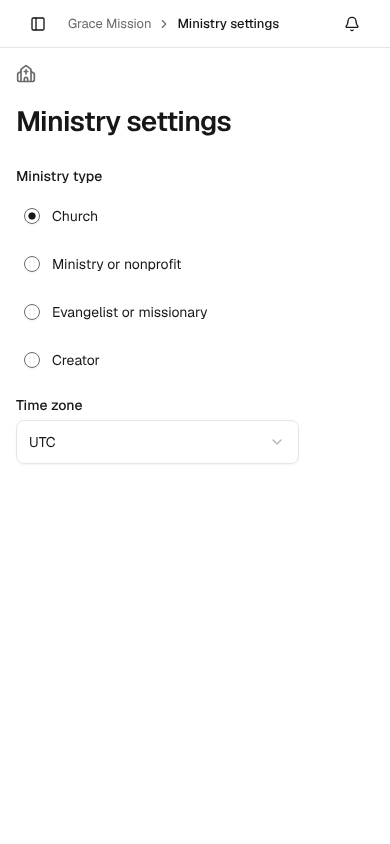 Grace Mission > Ministry settings
Ministry settings
Ministry type
Church
Ministry or nonprofit
Evangelist or missionary
Creator
Time zone
UTC